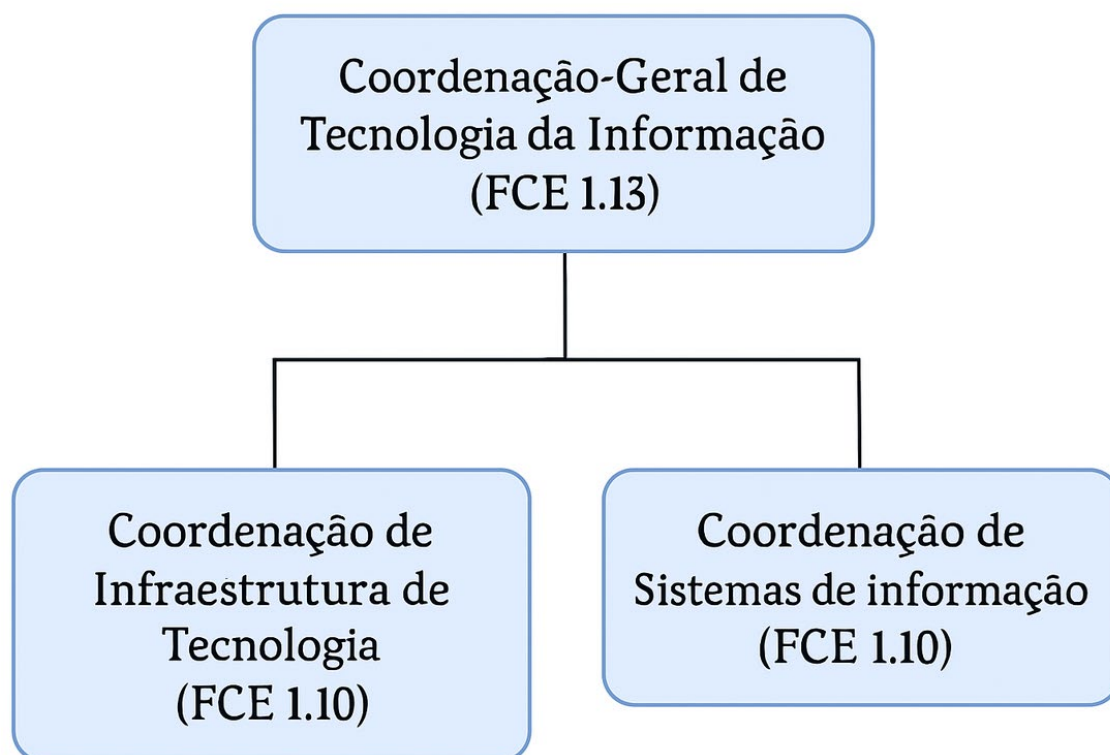 Coordenação-Geral de
Tecnologia da Informação
(FCE 1.13)
Coordenação de
Infraestrutura de
Tecnologia
(FCE 1.10)
Coordenação de
Sistemas de informação
(FCE 1.10)